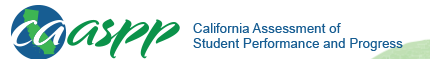 caaspp
California Assessment of
Student Performance and Progress